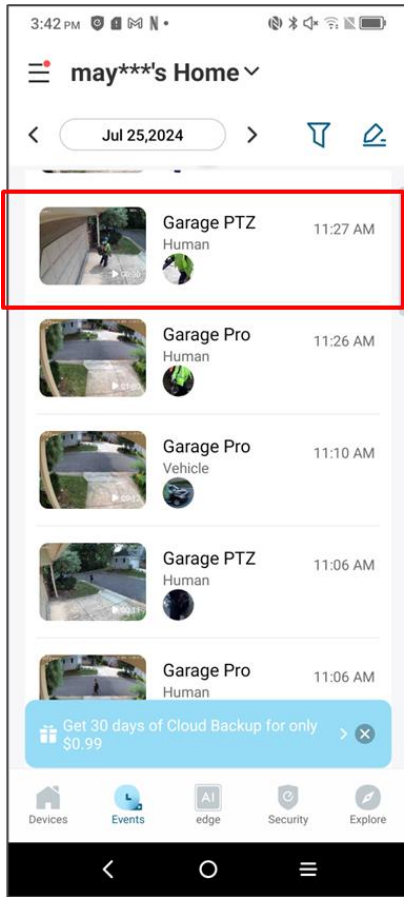 3:42 PM
may***'s Home
Jul 25,2024
Garage PTZ
11:27 AM
Human
Garage Pro
11:26 AM
Human
01:00
Garage Pro
11:10 AM
Vehicle
Garage PTZ
11:06 AM
Human
Garage Pro
11:06 AM
Human
Get 30 days of Cloud Backup for only
$0.99
AI
Devices
Events
edge
Security
Explore